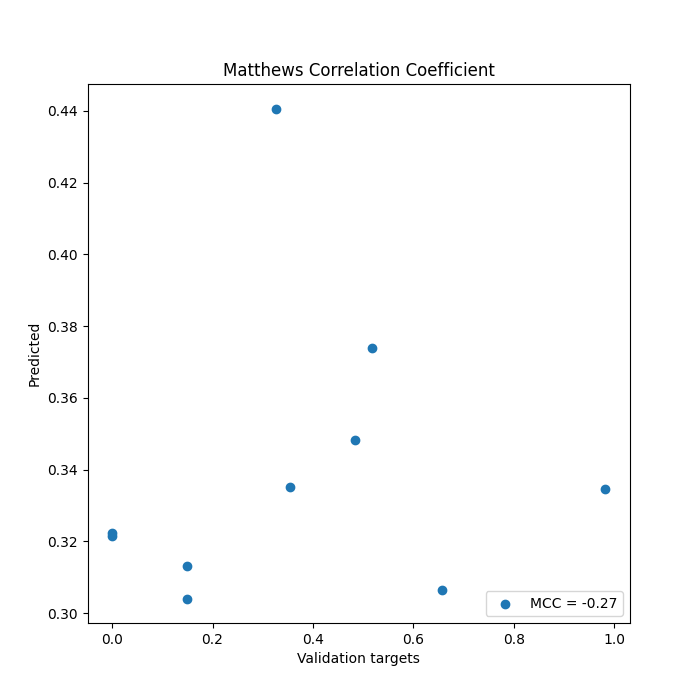 Matthews Correlation Coefficient
0.44
0.42
0.40
0.38
0.36
0.34
0.32
0.30
Predicted
MCC = -0.27
0.0 0.2 0.4 0.6 0.8 1.0
Validation targets